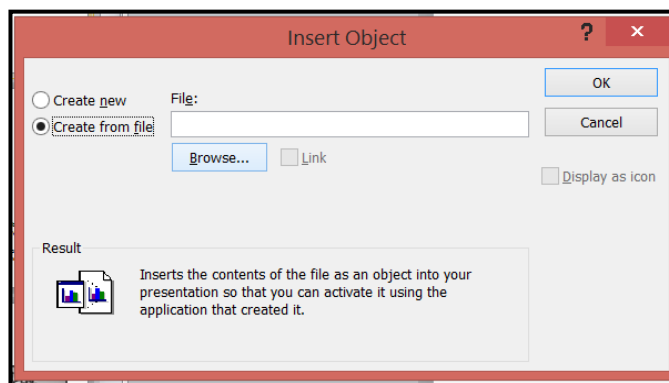 Insert Object
? x
Create new
File:
OK
Create from file
Cancel
Browse...
Link
Display as icon
Result
Inserts the contents of the file as an object into your
presentation so that you can activate it using the
application that created it.